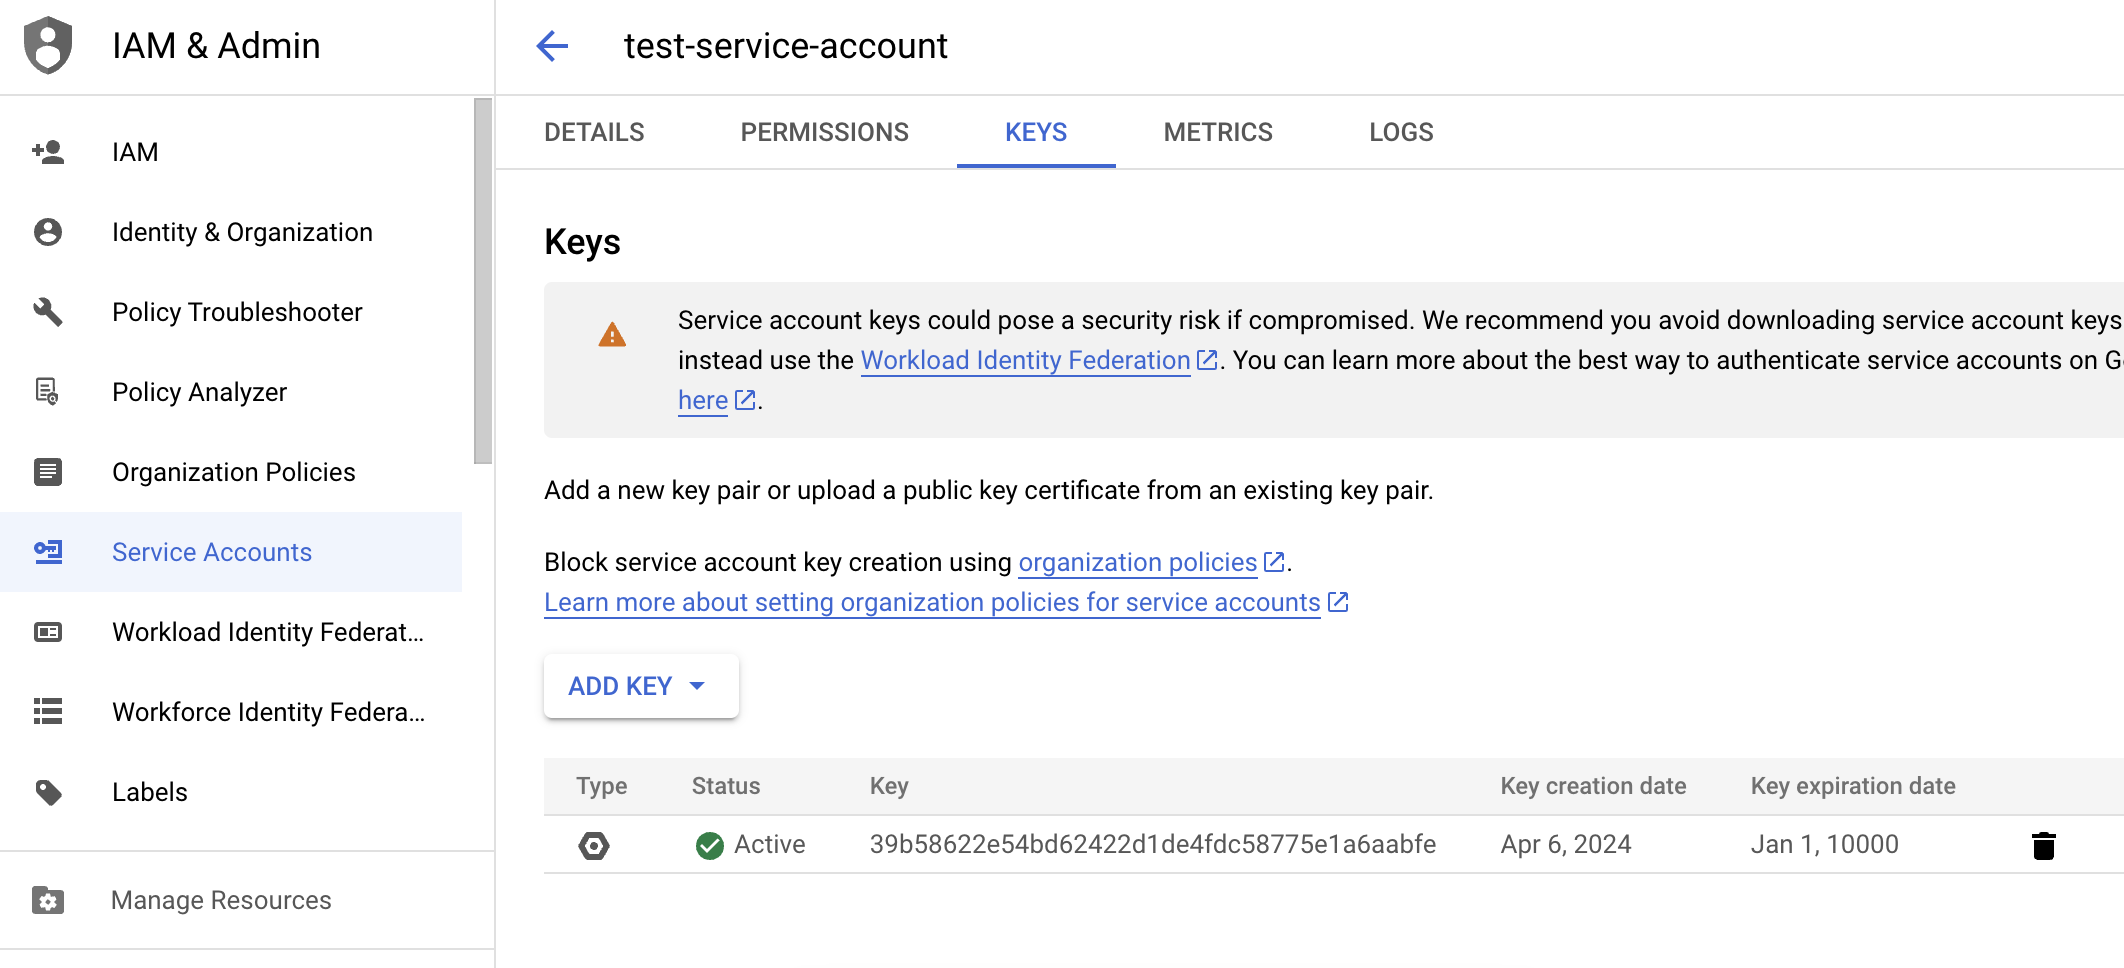 IAM & Admin
IAM
Identity & Organization
Policy Troubleshooter
Policy Analyzer
Organization Policies
Service Accounts
Workload Identity Federat...
Workforce Identity Federa...
Labels
Manage Resources
test-service-account
DETAILS PERMISSIONS KEYS METRICS LOGS
Keys
Service account keys could pose a security risk if compromised. We recommend you avoid downloading service account keys
instead use the Workload Identity Federation. You can learn more about the best way to authenticate service accounts on
here.
Add a new key pair or upload a public key certificate from an existing key pair.
Block service account key creation using organization policies.
Learn more about setting organization policies for service accounts
ADD KEY
Type Status Key Key creation date Key expiration date
Active 39b58622e54bd62422d1de4fdc58775e1a6aabfe Apr 6, 2024 Jan 1, 10000